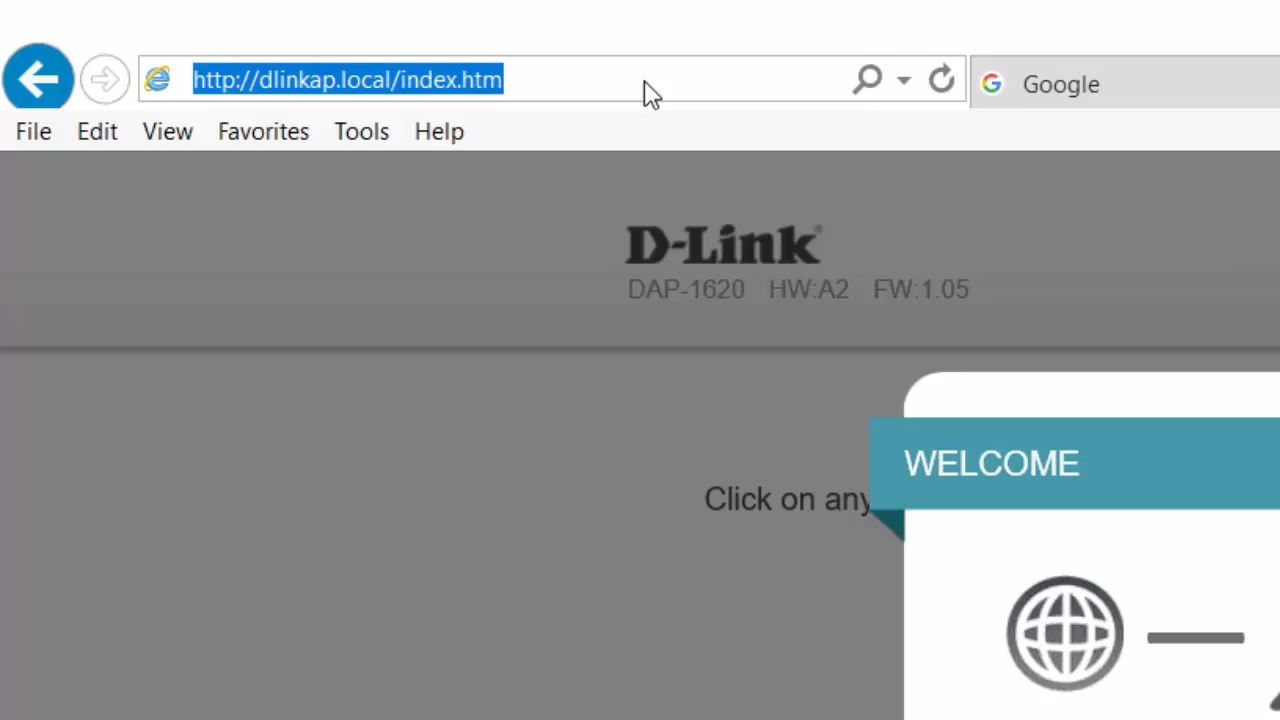 http://dlinkap.local/index.htm
Google
File Edit View Favorites Tools Help
D-Link
DAP-1620 HW:A2 FW:1.05
WELCOME
Click on any